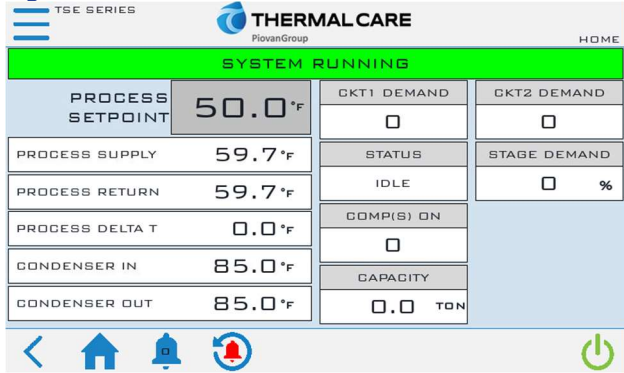 TSE SERIES
THERMALCARE
PiovanGroup
HOME
SYSTEM RUNNING
PROCESS
SETPOINT
50.0°F
PROCESS SUPPLY 59.7°F
PROCESS RETURN 59.7°F
PROCESS DELTA T 0.0°F
CONDENSER IN 85.0°F
CONDENSER OUT 85.0°F
CKT1 DEMAND
0
STATUS
IDLE
COMP(S) ON
0
CAPACITY
0.0 TON
CKT2 DEMAND
0
STAGE DEMAND
0 %
0